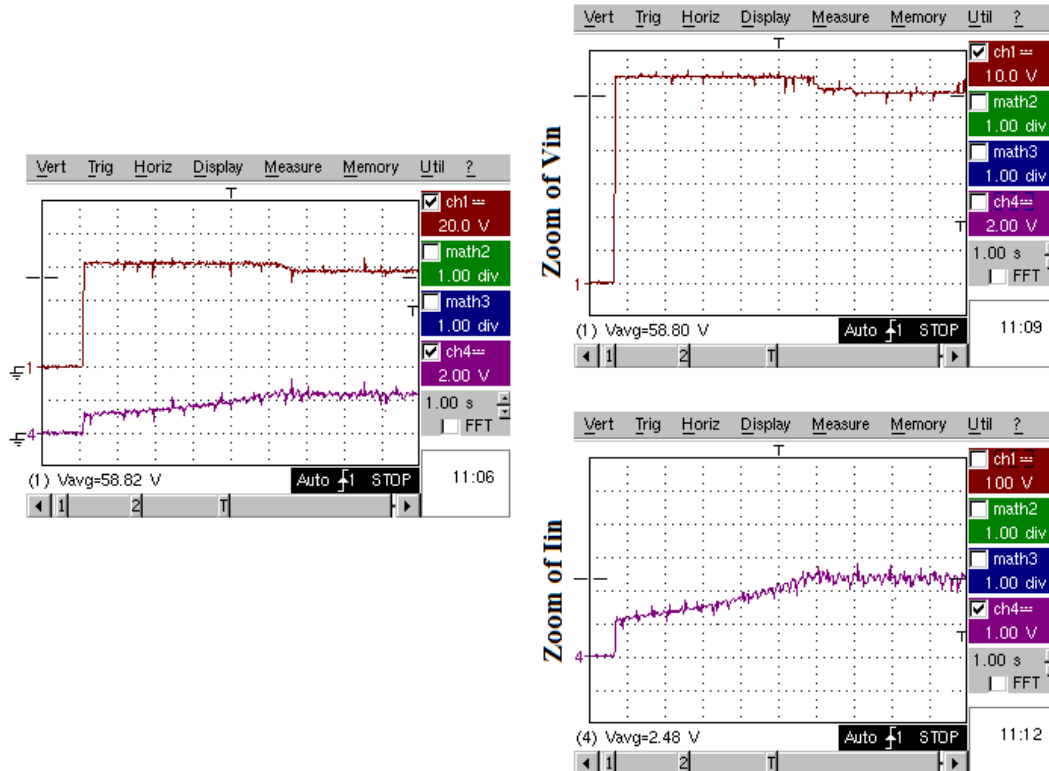 Vert Trig Horiz Display Measure Memory Util ?
T
ch1
20.0 V
math2
1.00 div
math3
1.00 div
T
ch4
2.00 V
1
4
1.00 s
FFT
(1) Vavg=58.82 V
Auto 1 STOP
11:06
1 2 T
Zoom of Vin
Vert Trig Horiz Display Measure Memory Util ?
T
ch1
10.0 V
math2
1.00 div
math3
1.00 div
ch4
2.00 V
T
1
1.00 s
FFT
(1) Vavg=58.80 V
Auto 1 STOP
11:09
1 2 T
Zoom of Iin
Vert Trig Horiz Display Measure Memory Util ?
T
ch1
100 V
math2
1.00 div
math3
1.00 div
ch4
1.00 V
T
4
1.00 s
FFT
(4) Vavg=2.48 V
Auto 1 STOP
11:12
1 2 T